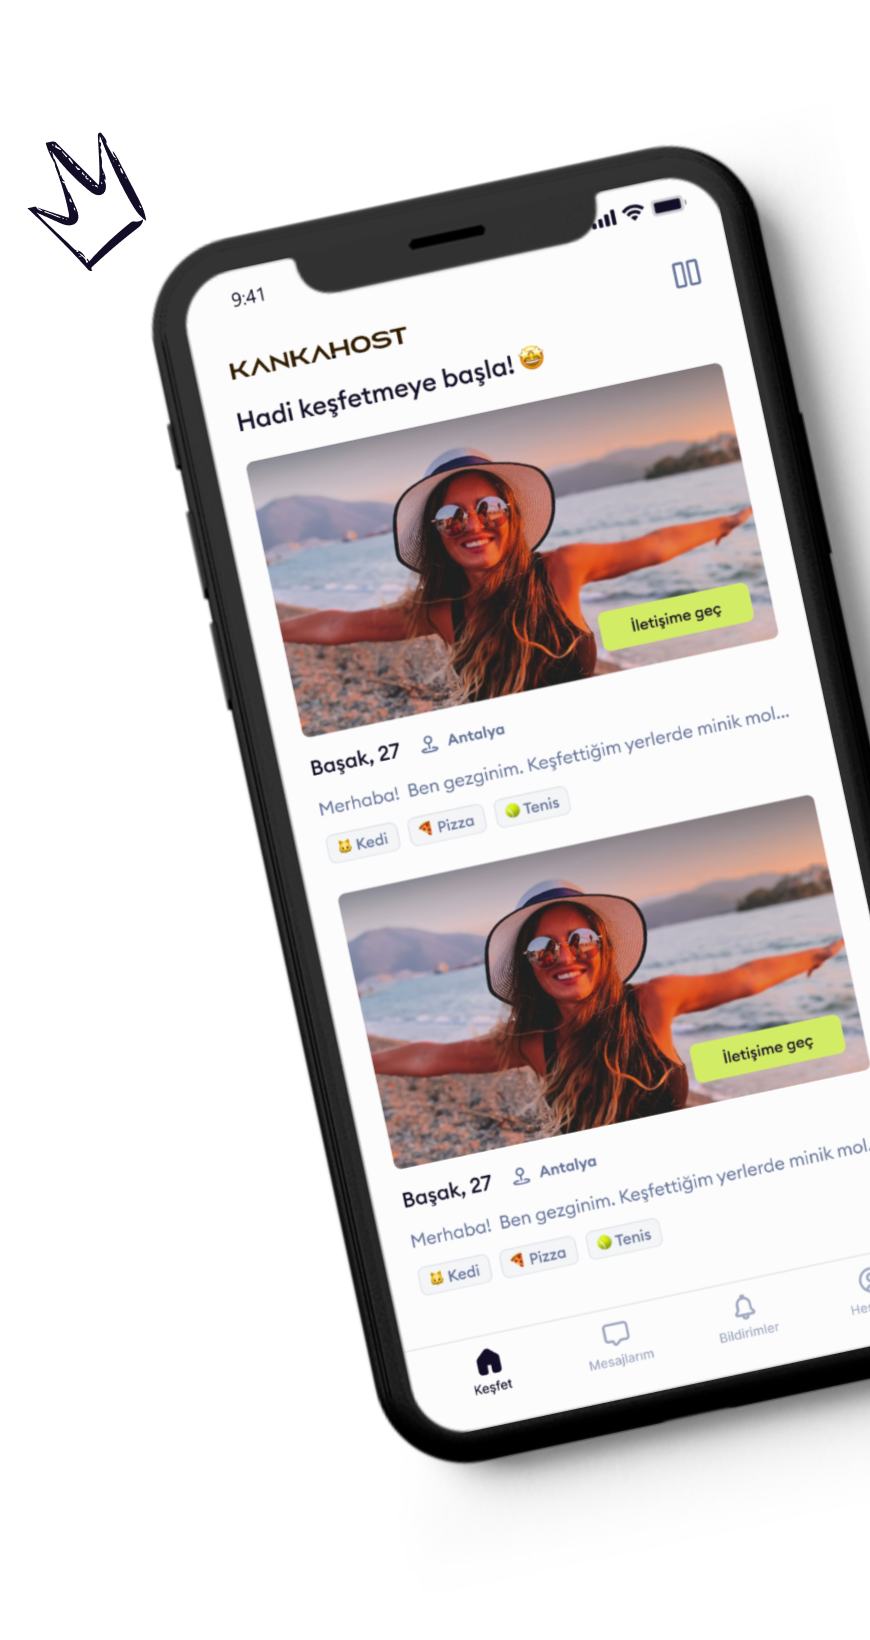 9:41
KANKAHOST
Hadi keşfetmeye başla! 🤩
İletişime geç
Başak, 27 Antalya
Merhaba! Ben gezginim. Keşfettiğim yerlerde minik mol...
🐱 Kedi 🍕 Pizza 🎾 Tenis
İletişime geç
Başak, 27 Antalya
Merhaba! Ben gezginim. Keşfettiğim yerlerde minik mol.
🐱 Kedi 🍕 Pizza 🎾 Tenis
Keşfet Mesajlarım Bildirimler